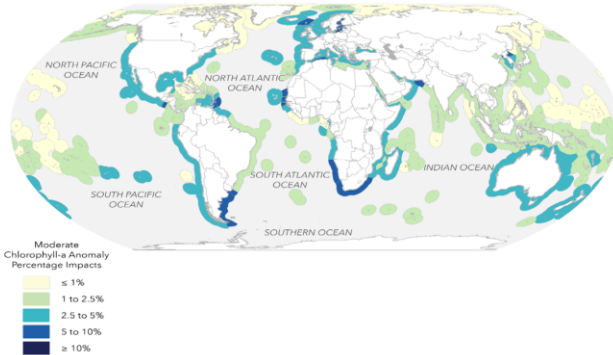 NORTH PACIFIC
OCEAN
NORTH ATLANTIC
OCEAN
SOUTH PACIFIC
OCEAN
SOUTH ATLANTIC
OCEAN
INDIAN OCEAN
SOUTHERN OCEAN
Moderate
Chlorophyll-a Anomaly
Percentage Impacts
≤ 1%
1 to 2.5%
2.5 to 5%
5 to 10%
≥ 10%